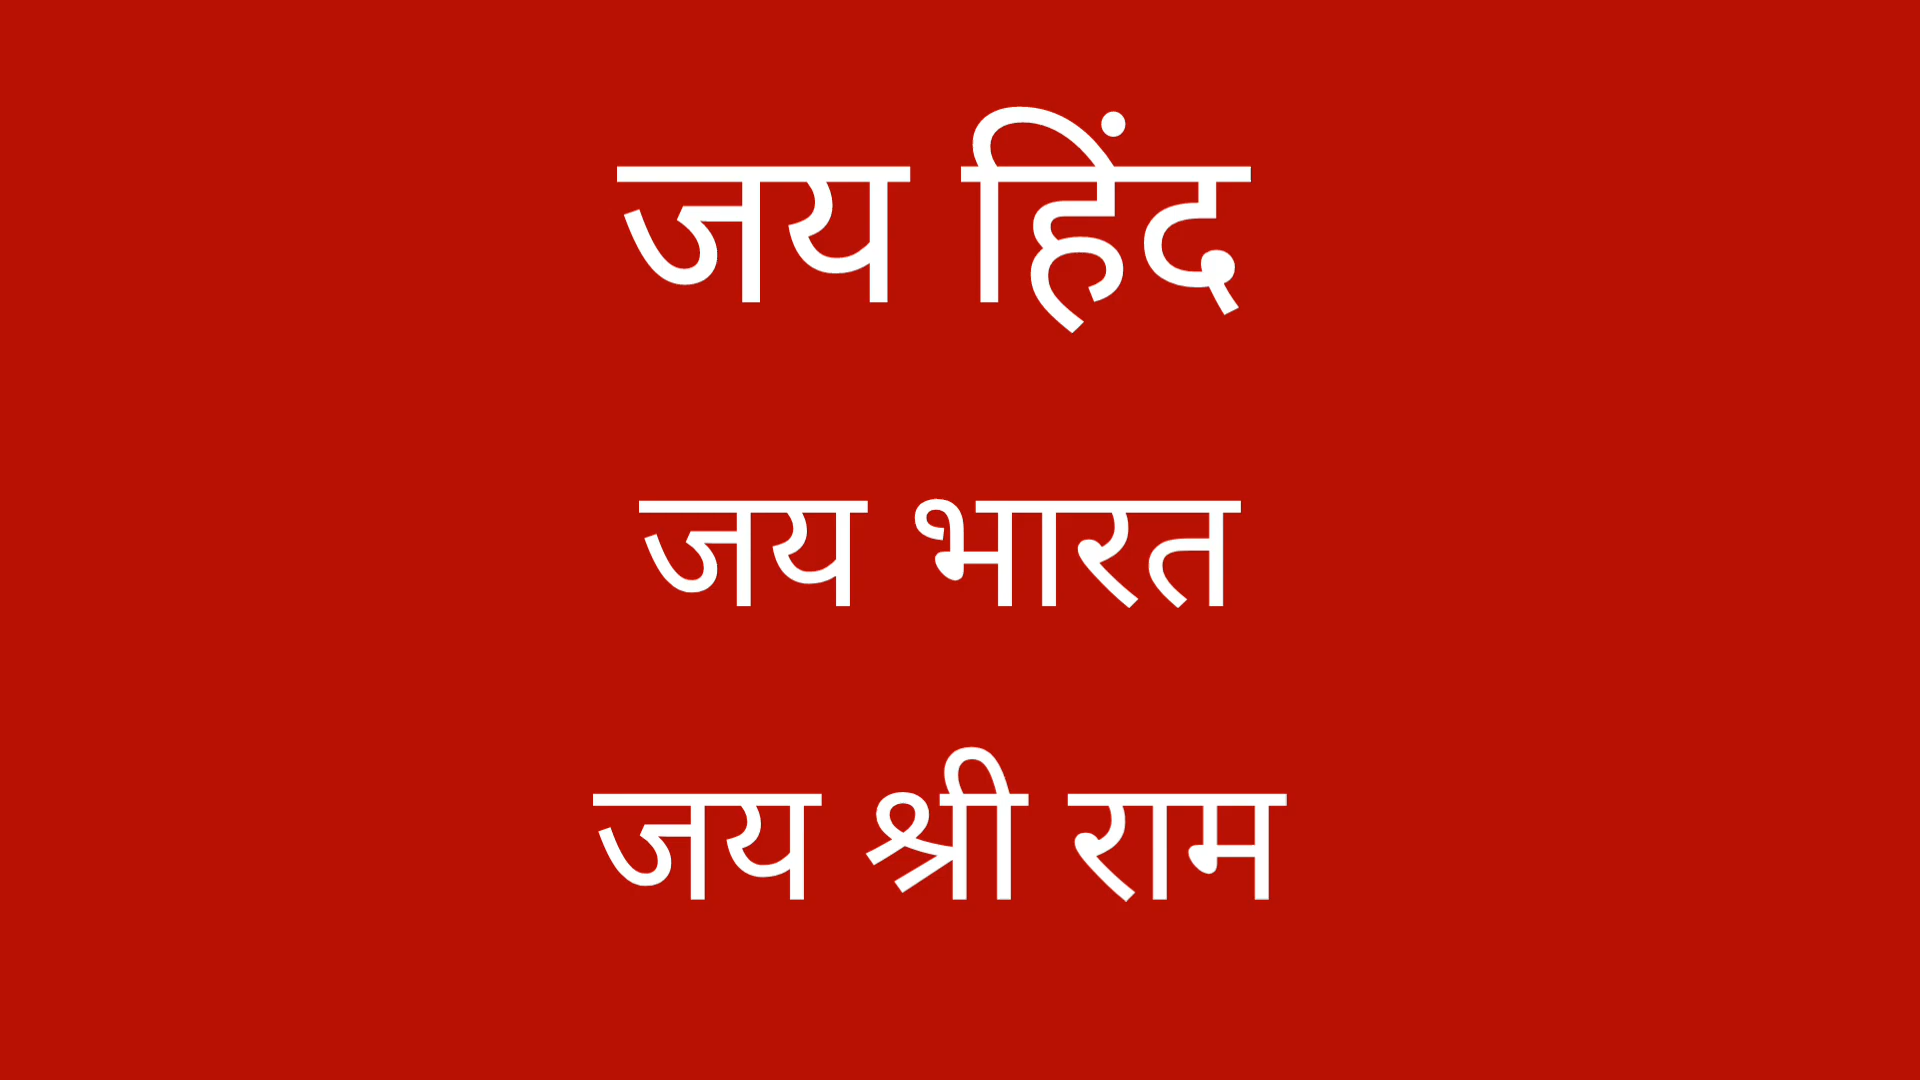 जय हिंद
जय भारत
जय श्री राम